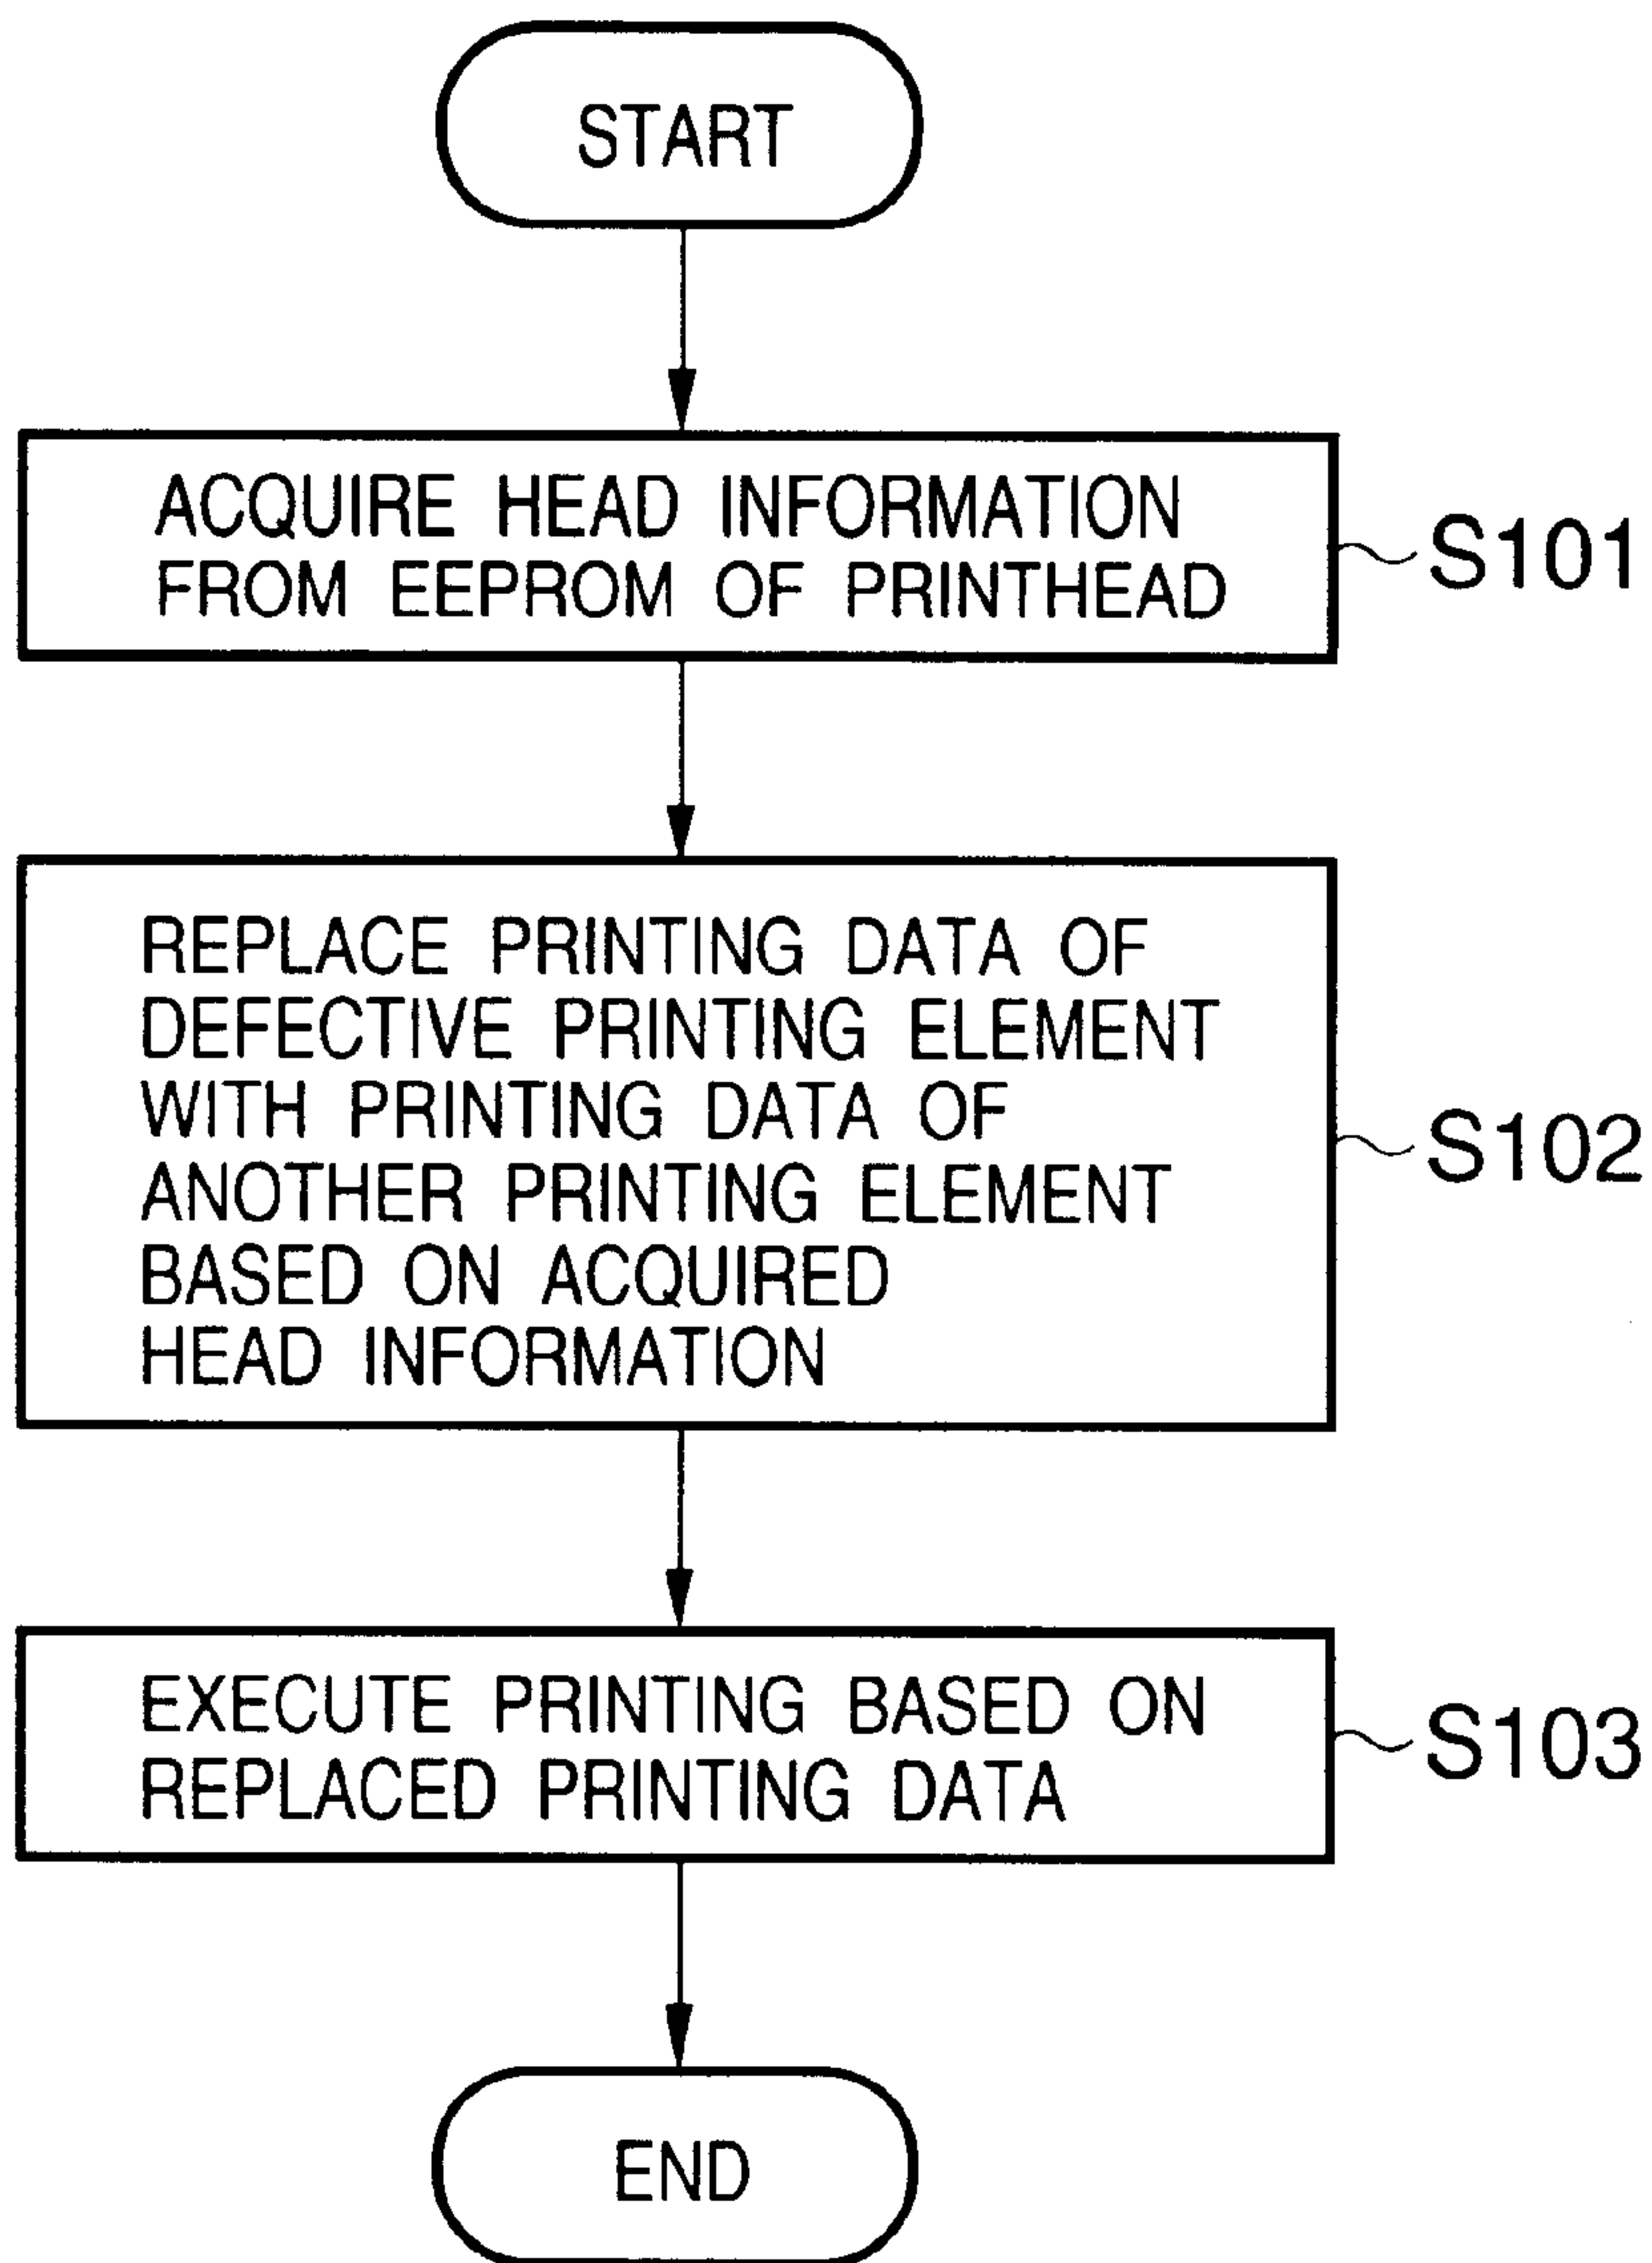 START
ACQUIRE HEAD INFORMATION
FROM EEPROM OF PRINTHEAD
S101
REPLACE PRINTING DATA OF
DEFECTIVE PRINTING ELEMENT
WITH PRINTING DATA OF
ANOTHER PRINTING ELEMENT
BASED ON ACQUIRED
HEAD INFORMATION
S102
EXECUTE PRINTING BASED ON
REPLACED PRINTING DATA
S103
END